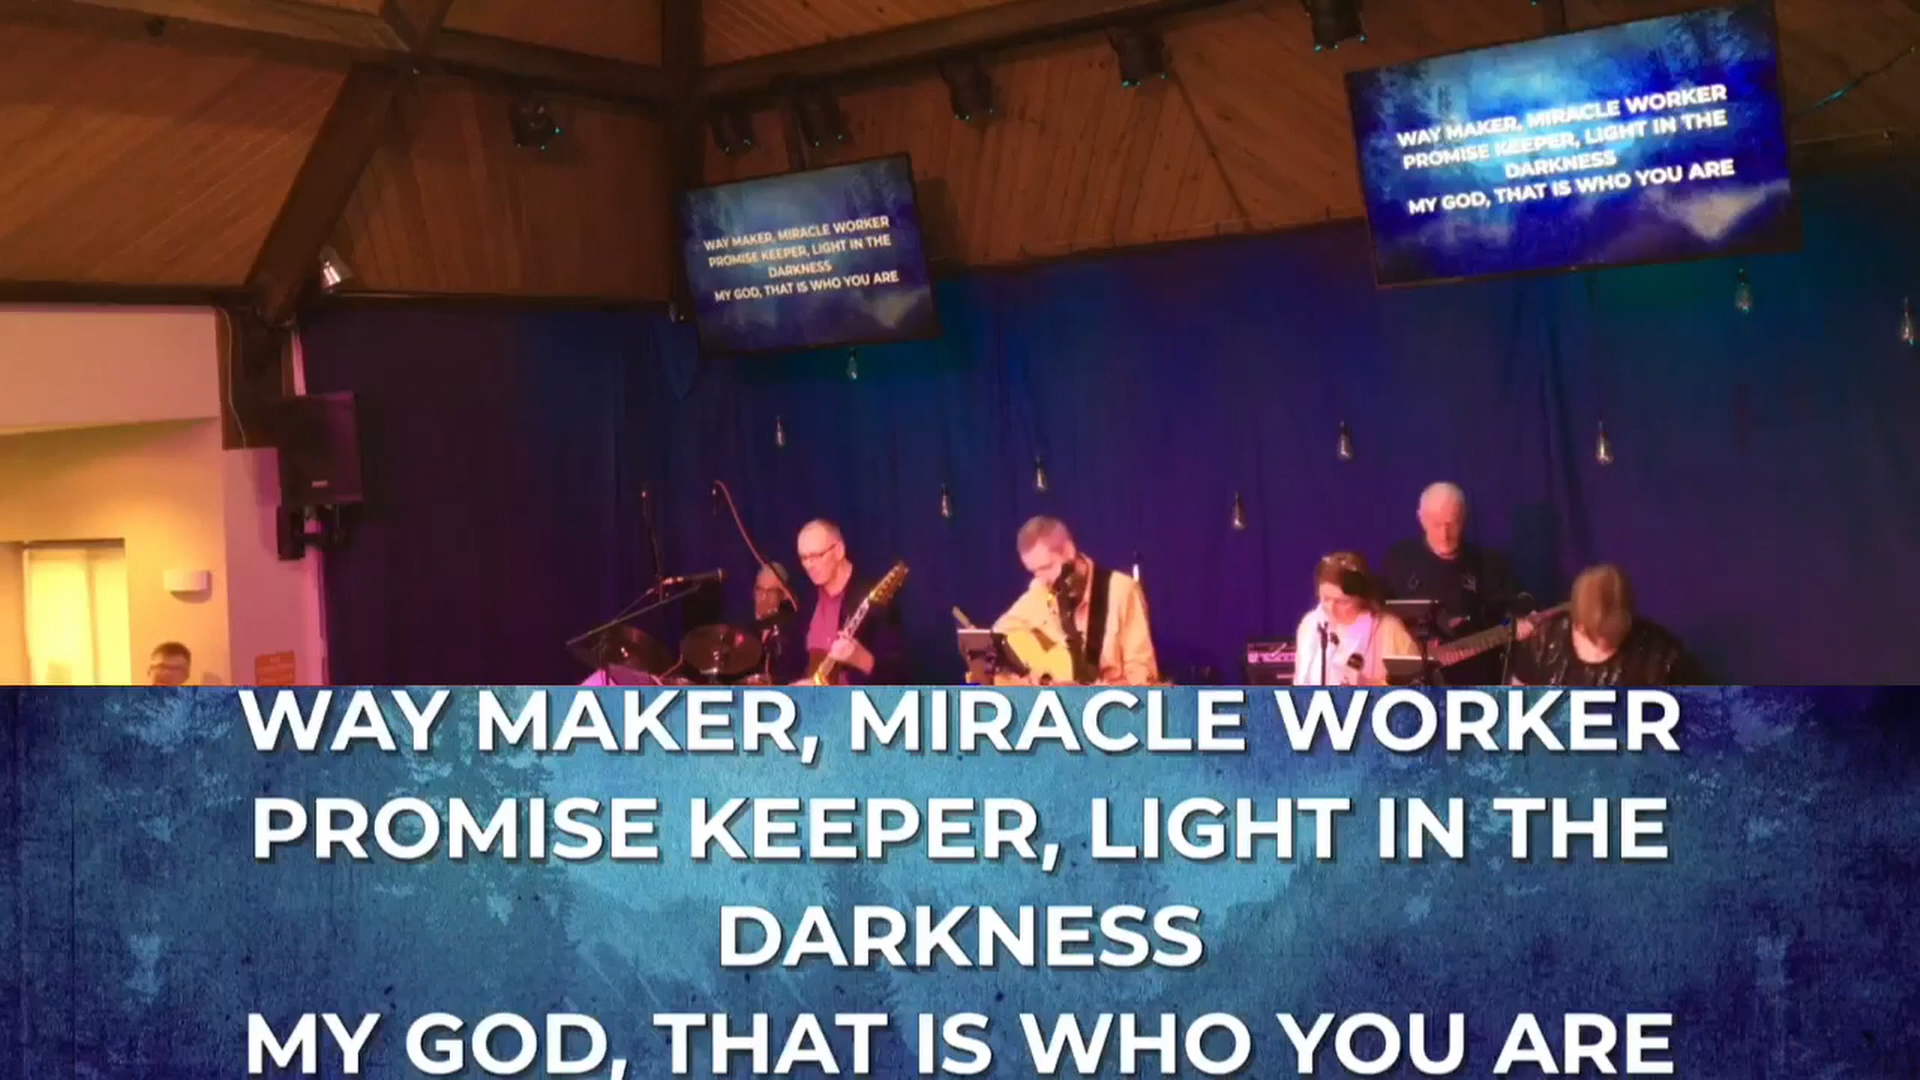 WAY MAKER, MIRACLE WORKER
PROMISE KEEPER, LIGHT IN THE
DARKNESS
MY GOD, THAT IS WHO YOU ARE
WAY MAKER, MIRACLE WORKER
PROMISE KEEPER, LIGHT IN THE
DARKNESS
MY GOD, THAT IS WHO YOU ARE
WAY MAKER, MIRACLE WORKER
PROMISE KEEPER, LIGHT IN THE
DARKNESS
MY GOD, THAT IS WHO YOU ARE